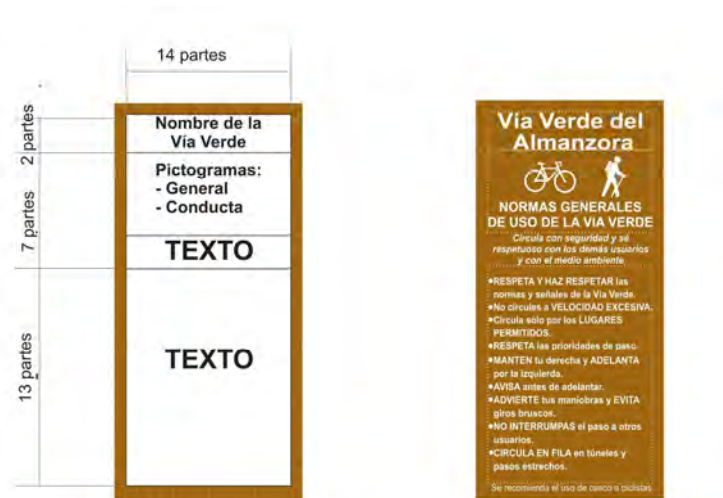 14 partes
2 partes
7 partes
13 partes
Nombre de la
Vía Verde
Pictogramas:
- General
- Conducta
TEXTO
TEXTO
Vía Verde del
Almanzora
NORMAS GENERALES
DE USO DE LA VIA VERDE
Circula con seguridad y sé
respetuoso con los demás usuarios
y con el medio ambiente
•RESPETA Y HAZ RESPETAR las
normas y señales de la Vía Verde.
•No circules a VELOCIDAD EXCESIVA.
•Circula sólo por los LUGARES
PERMITIDOS.
•RESPETA las prioridades de paso.
•MANTEN tu derecha y ADELANTA
por la izquierda.
•AVISA antes de adelantar.
•ADVIERTE tus maniobras y EVITA
giros bruscos.
•NO INTERRUMPAS el paso a otros
usuarios.
•CIRCULA EN FILA en túneles y
pasos estrechos.
Se recomienda el uso de casco a ciclistas